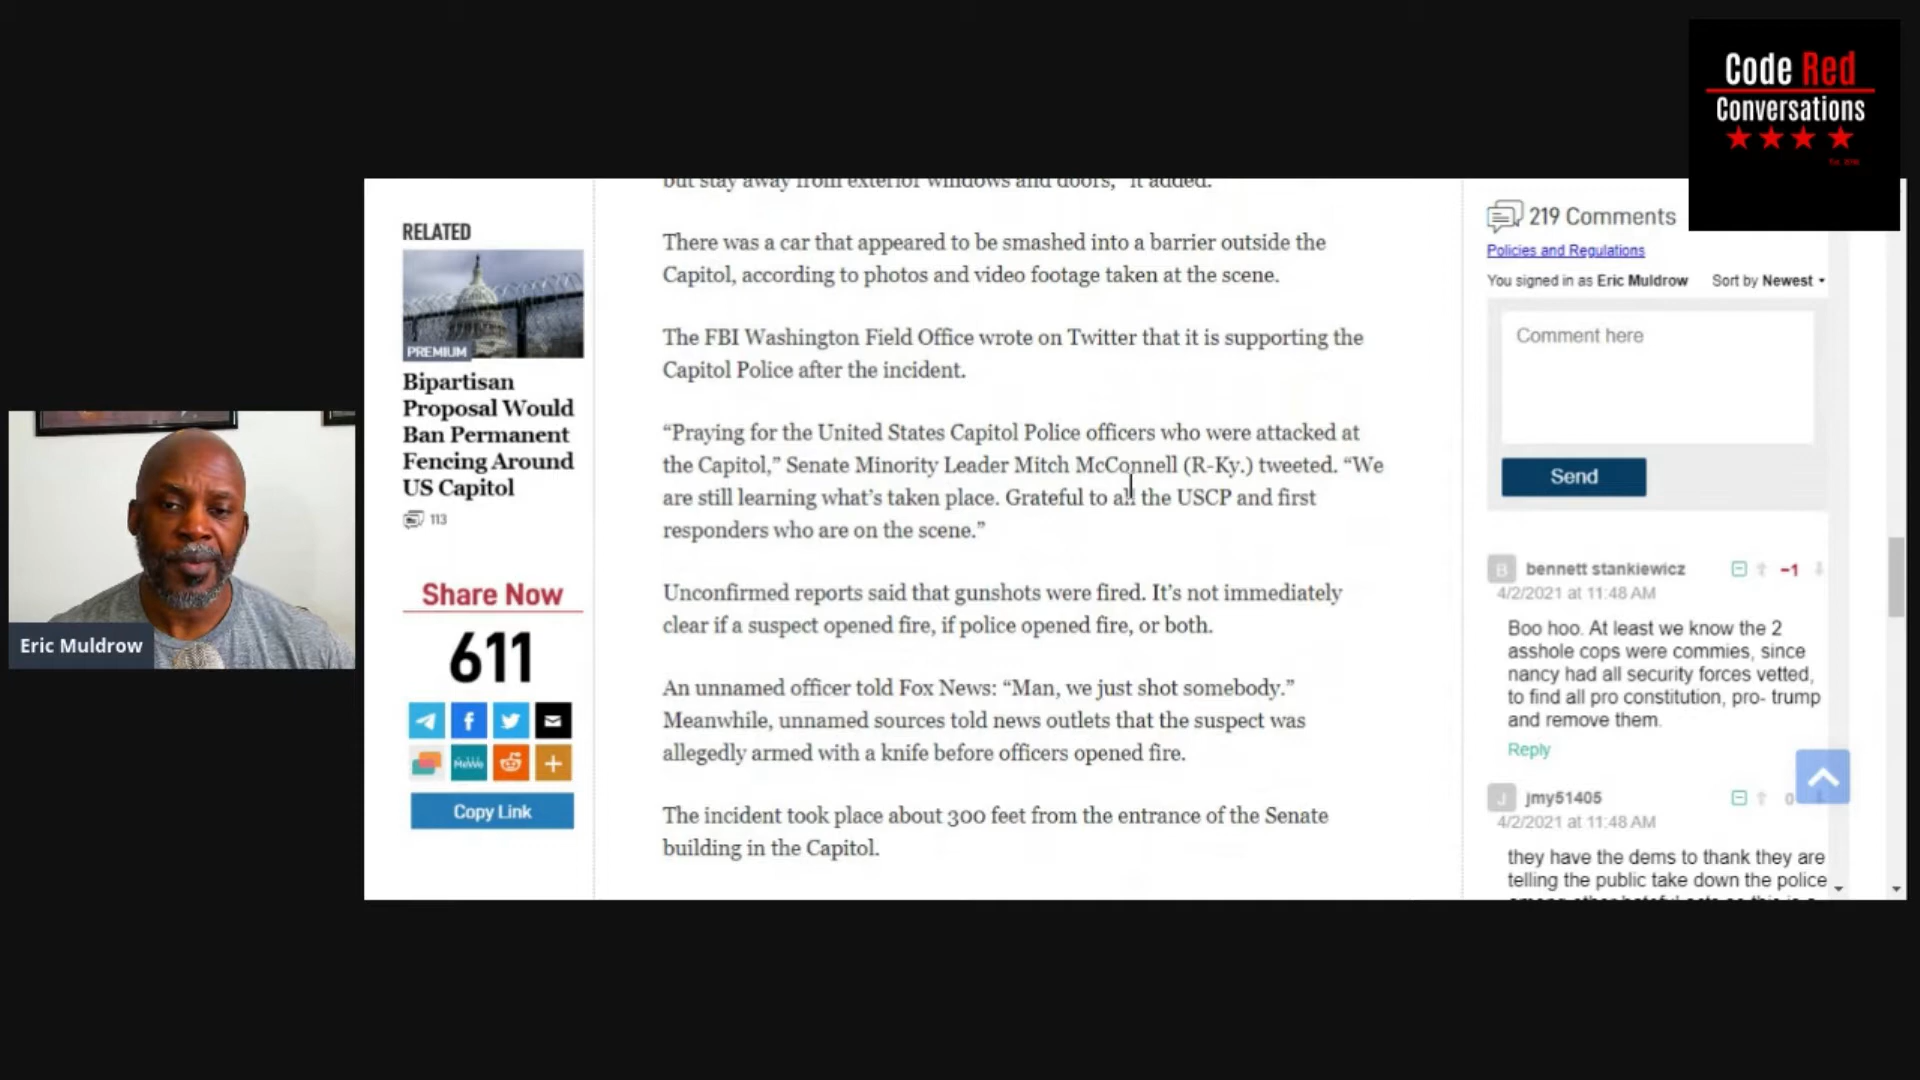 Code Red
Conversations
but stay away from exterior windows and doors," it added.
RELATED
PREMIUM
Bipartisan
Proposal Would
Ban Permanent
Fencing Around
US Capitol
113
Share Now
611
MeWe
Copy Link
Eric Muldrow
There was a car that appeared to be smashed into a barrier outside the
Capitol, according to photos and video footage taken at the scene.
The FBI Washington Field Office wrote on Twitter that it is supporting the
Capitol Police after the incident.
“Praying for the United States Capitol Police officers who were attacked at
the Capitol,” Senate Minority Leader Mitch McConnell (R-Ky.) tweeted. “We
are still learning what’s taken place. Grateful to all the USCP and first
responders who are on the scene.”
Unconfirmed reports said that gunshots were fired. It’s not immediately
clear if a suspect opened fire, if police opened fire, or both.
An unnamed officer told Fox News: “Man, we just shot somebody.”
Meanwhile, unnamed sources told news outlets that the suspect was
allegedly armed with a knife before officers opened fire.
The incident took place about 300 feet from the entrance of the Senate
building in the Capitol.
219 Comments
Policies and Regulations
You signed in as Eric Muldrow Sort by Newest
Comment here
Send
B bennett stankiewicz -1
4/2/2021 at 11:48 AM
Boo hoo. At least we know the 2
asshole cops were commies, since
nancy had all security forces vetted,
to find all pro constitution, pro- trump
and remove them.
Reply
J jmy51405 0
4/2/2021 at 11:48 AM
they have the dems to thank they are
telling the public take down the police